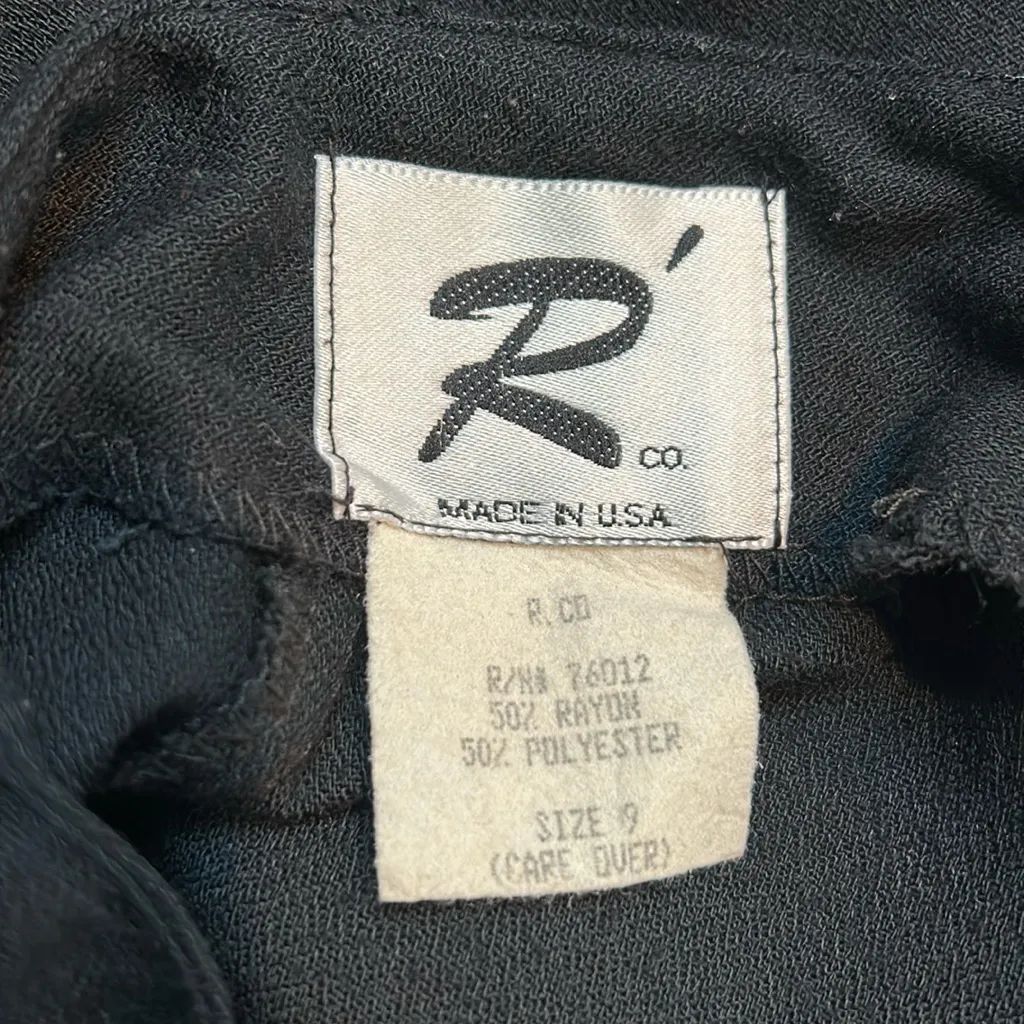 R'
CO.
MADE IN U.S.A.
R. CO
R/N# 76012
50% RAYON
50% POLYESTER
SIZE 9
(CARE OVER)